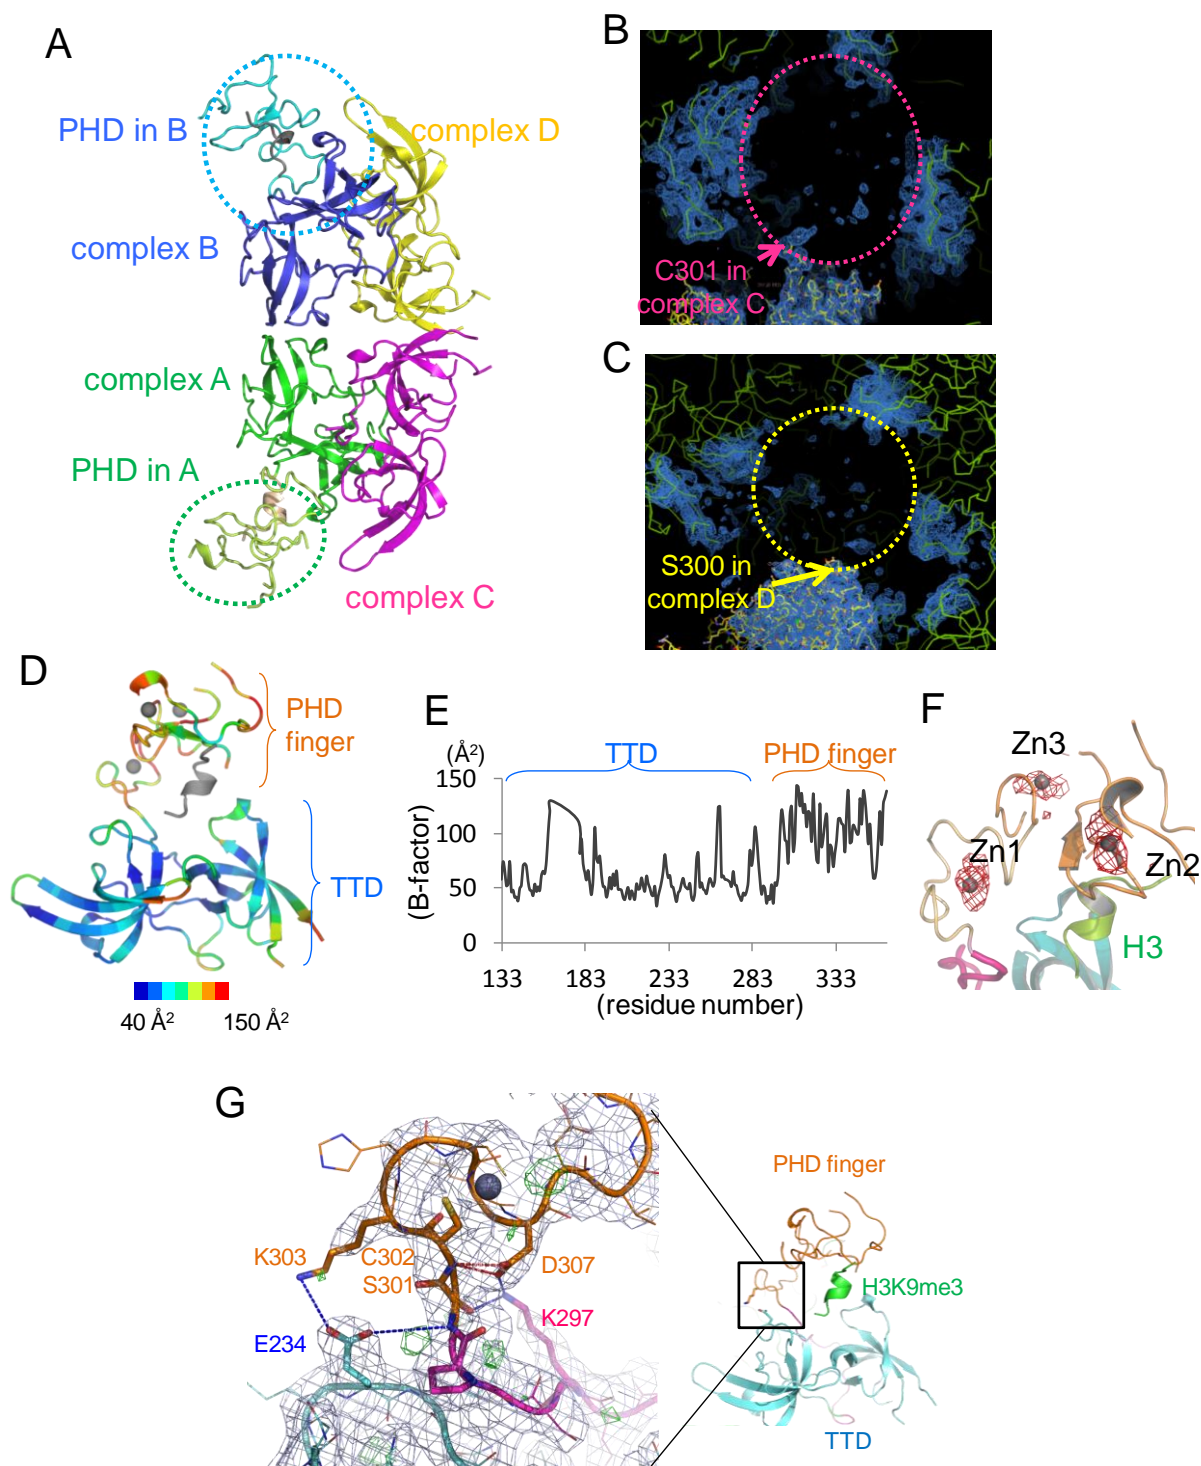 A
PHD in B
complex D
complex B
complex A
PHD in A
complex C
B
C301 in
complex C
C
S300 in
complex D
D
PHD
finger
TTD
40 Å²
150 Å²
E
(Å²)
TTD
PHD finger
150
100
50
0
(B-factor)
133
183
233
283
333
(residue number)
F
Zn3
Zn1
Zn2
H3
G
K303
C302
S301
D307
K297
E234
PHD finger
H3K9me3
TTD